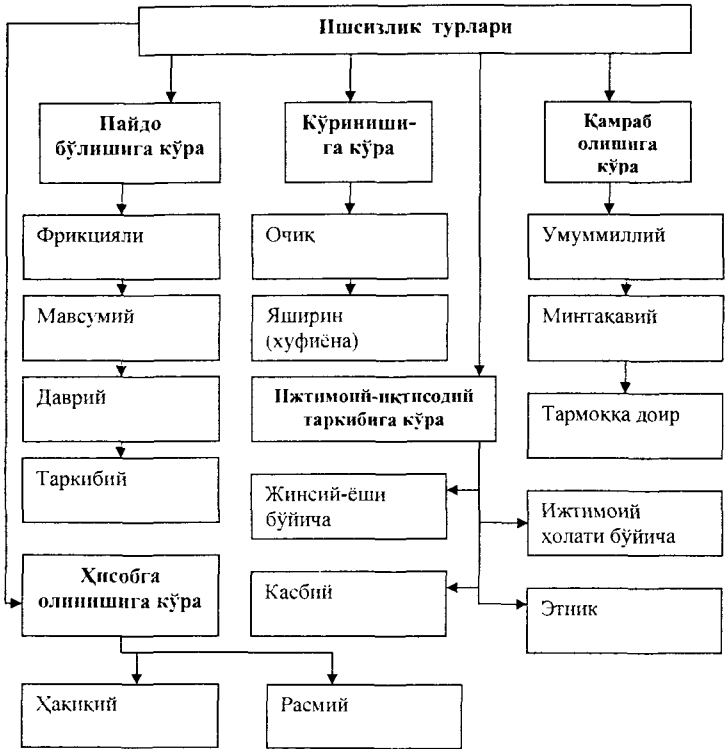 Ишсизлик турлари
Пайдо
бўлишига кўра
Кўриниши-
га кўра
Қамраб
олишига
кўра
Фрикцияли
Очиқ
Умуммиллий
Мавсумий
Яширин
(хуфиёна)
Минтақавий
Даврий
Ижтимоий-иқтисодий
таркибига кўра
Тармоққа доир
Таркибий
Жинсий-ёши
бўйича
Ижтимоий
ҳолати бўйича
Ҳисобга
олинишига кўра
Касбий
Этник
Ҳақиқий
Расмий